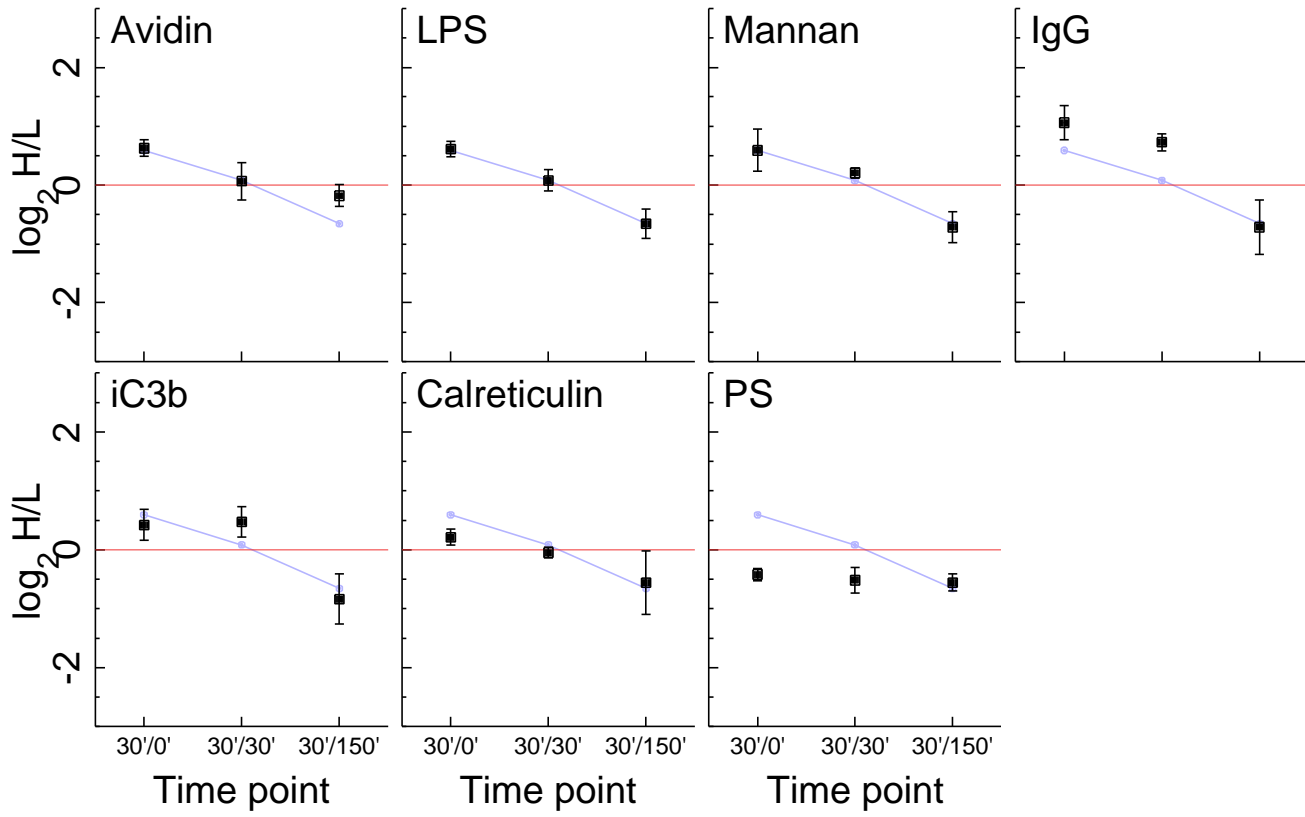 Avidin
LPS
Mannan
IgG
log2 H/L
2
0
-2
iC3b
Calreticulin
PS
log2 H/L
2
0
-2
30'/0' 30'/30' 30'/150'
30'/0' 30'/30' 30'/150'
30'/0' 30'/30' 30'/150'
Time point
Time point
Time point